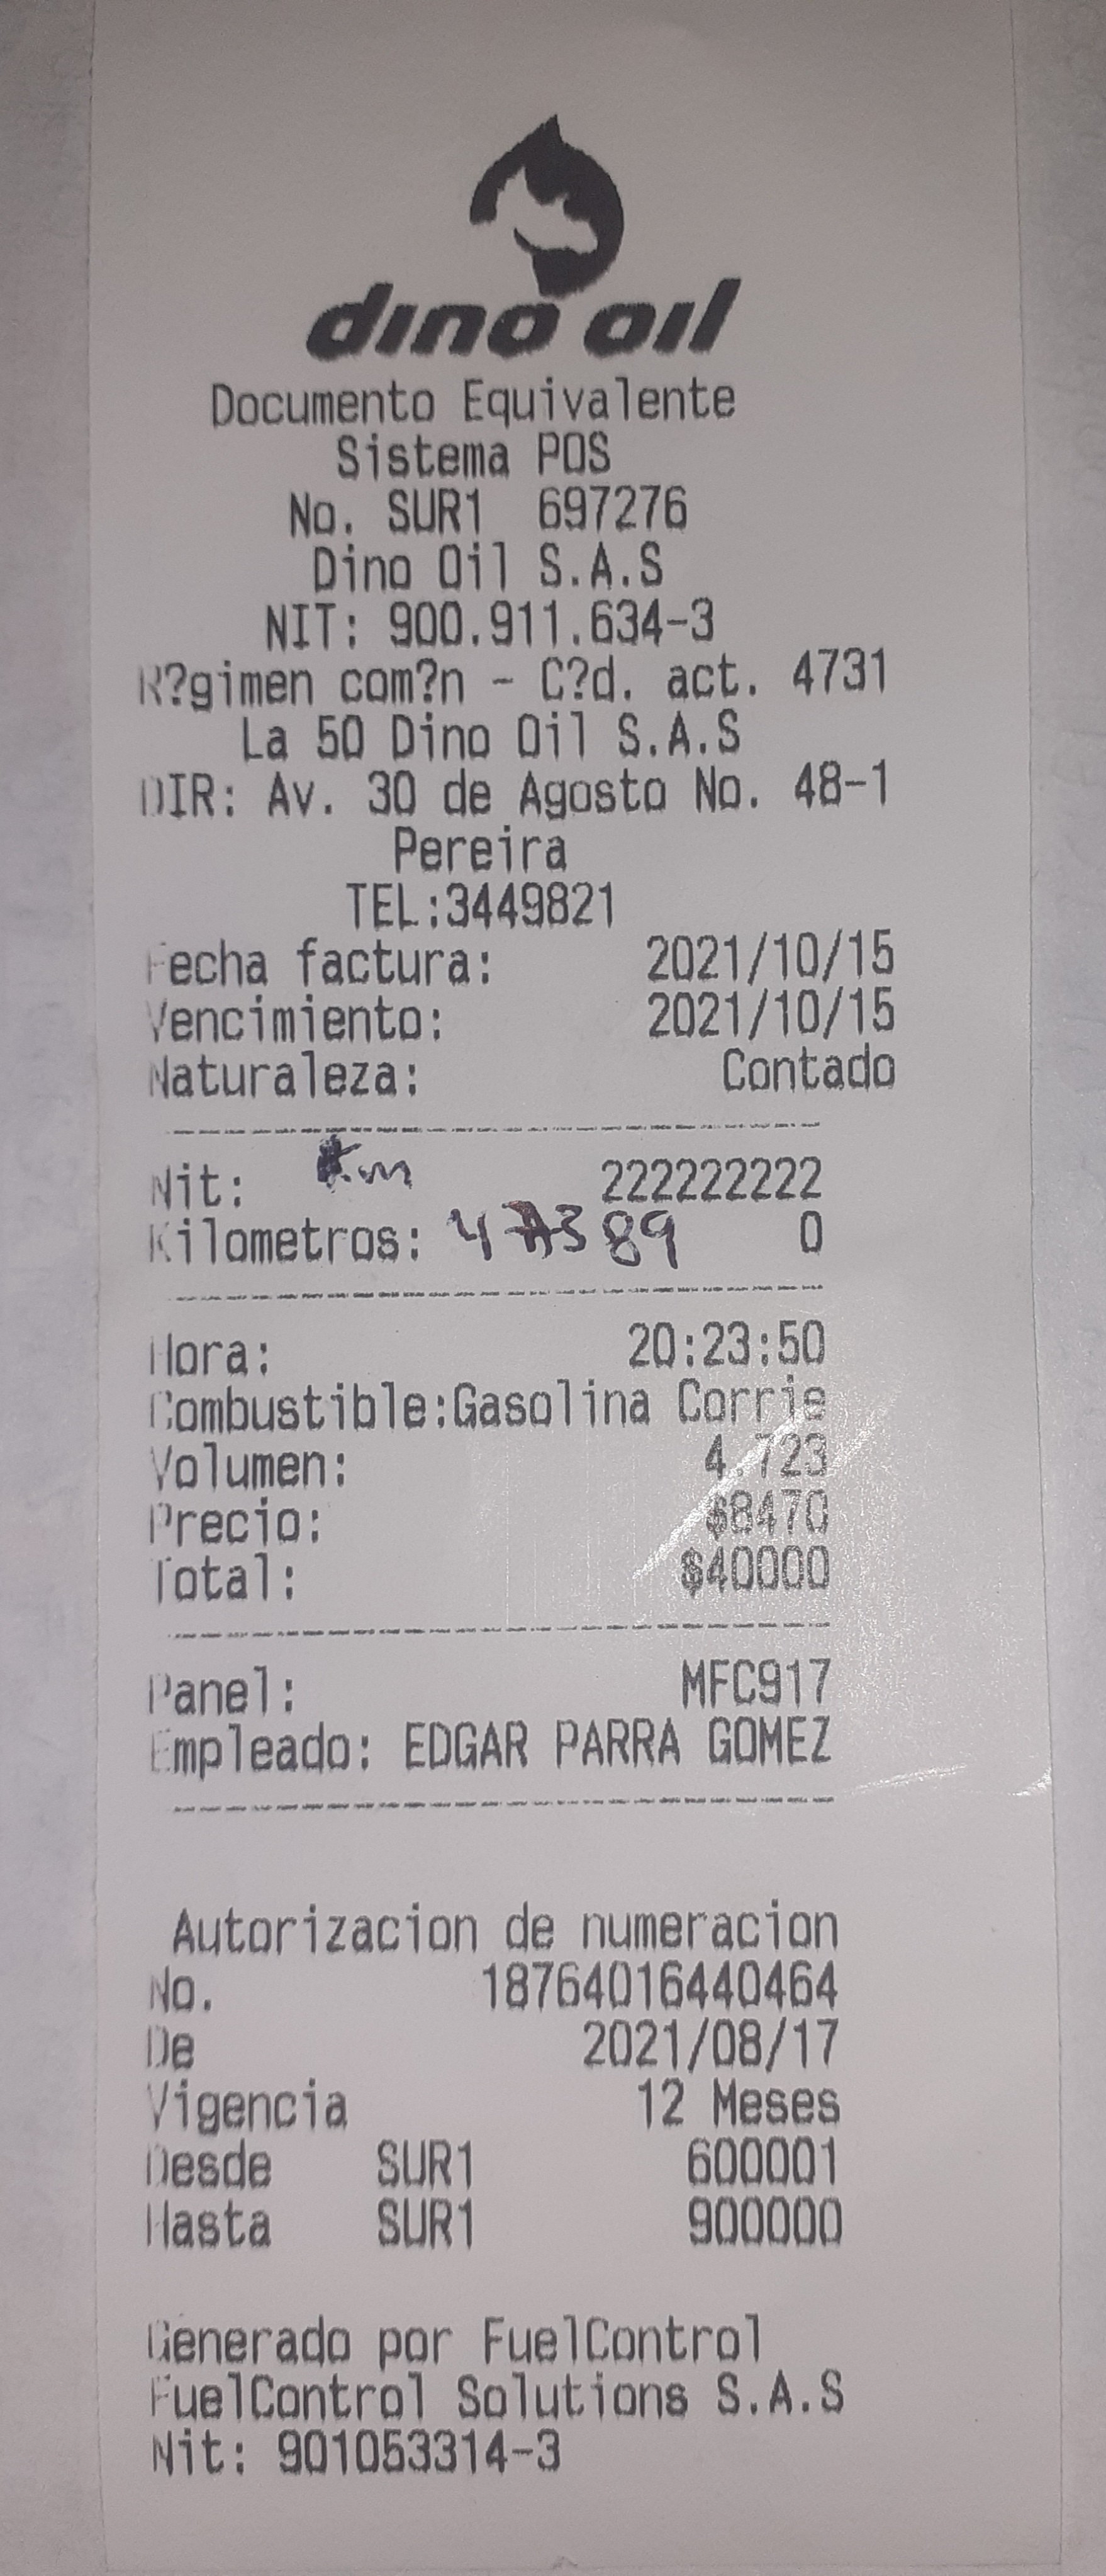 dino oil
Documento Equivalente
Sistema POS
No. SUR1 697276
Dino Oil S.A.S
NIT: 900.911.634-3
R?gimen com?n - C?d. act. 4731
La 50 Dino Oil S.A.S
DIR: Av. 30 de Agosto No. 48-1
Pereira
TEL:3449821
Fecha factura: 2021/10/15
Vencimiento: 2021/10/15
Naturaleza: Contado
Nit: Km 222222222
Kilometros: 0
Hora: 20:23:50
Combustible:Gasolina Corrie
Volumen: 4.723
Precio: $8470
Total: $40000
Panel: MFC917
Empleado: EDGAR PARRA GOMEZ
Autorizacion de numeracion
No. 18764016440464
De 2021/08/17
Vigencia 12 Meses
Desde SUR1 600001
Hasta SUR1 900000
Generado por FuelControl
FuelControl Solutions S.A.S
Nit: 901053314-3